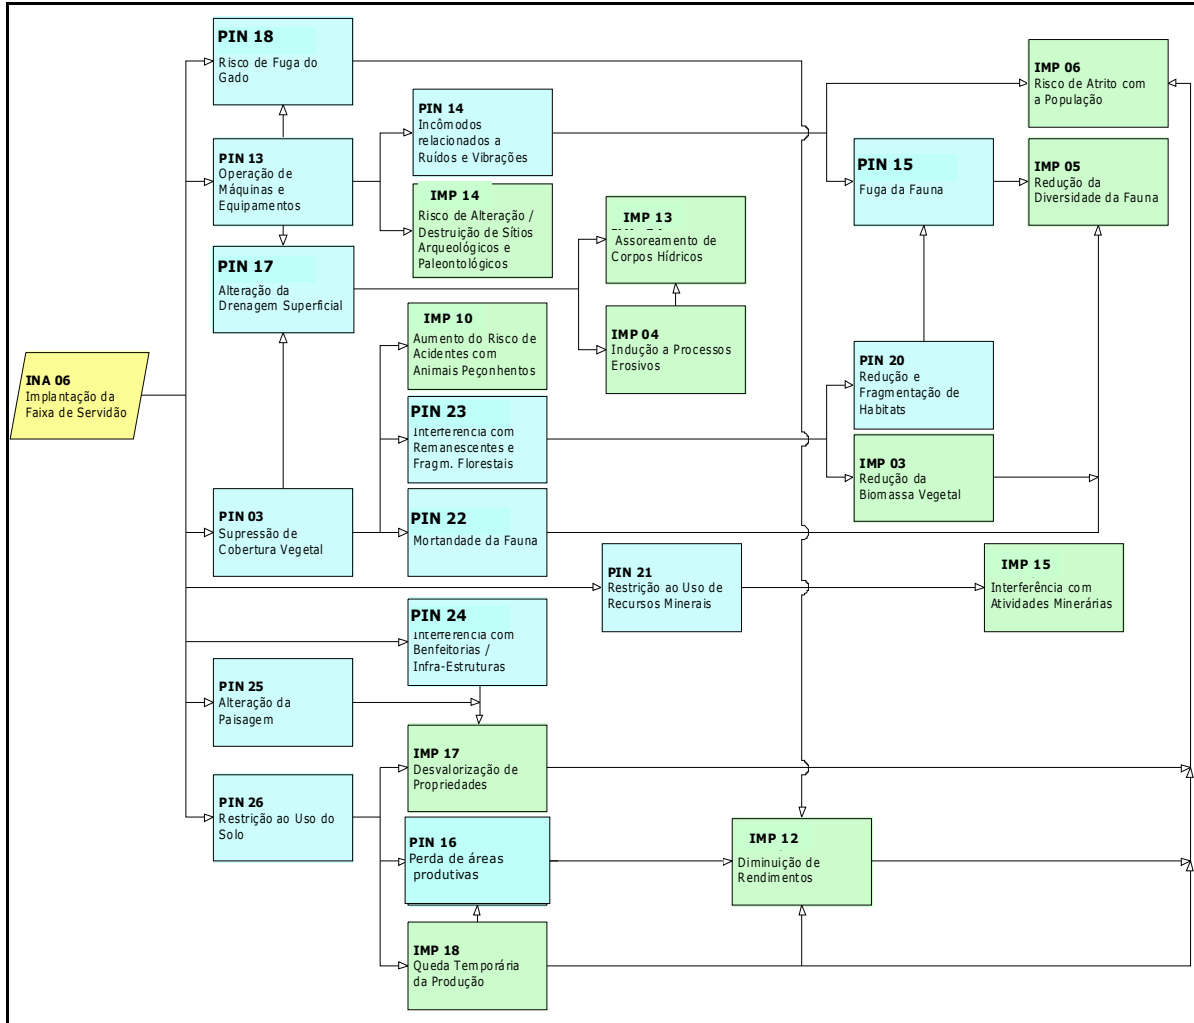 PIN 18
Risco de Fuga do
Gado
PIN 13
Operação de
Máquinas e
Equipamentos
PIN 17
Alteração da
Drenagem Superficial
INA 06
Implantação da
Faixa de Servidão
PIN 03
Supressão de
Cobertura Vegetal
PIN 25
Alteração da
Paisagem
PIN 26
Restrição ao Uso do
Solo
PIN 14
Incômodos
relacionados a
Ruídos e Vibrações
IMP 14
Risco de Alteração /
Destruição de Sítios
Arqueológicos e
Paleontológicos
IMP 10
Aumento do Risco de
Acidentes com
Animais Peçonhentos
PIN 23
Interferência com
Remanescentes e
Fragm. Florestais
PIN 22
Mortandade da Fauna
PIN 24
Interferência com
Benfeitorias /
Infra-Estruturas
IMP 17
Desvalorização de
Propriedades
PIN 16
Perda de áreas
produtivas
IMP 18
Queda Temporária
da Produção
IMP 13
Assoreamento de
Corpos Hídricos
IMP 04
Indução a Processos
Erosivos
PIN 21
Restrição ao Uso de
Recursos Minerais
IMP 12
Diminuição de
Rendimentos
PIN 15
Fuga da Fauna
PIN 20
Redução e
Fragmentação de
Habitats
IMP 03
Redução da
Biomassa Vegetal
IMP 06
Risco de Atrito com
a População
IMP 05
Redução da
Diversidade da Fauna
IMP 15
Interferência com
Atividades Minerárias